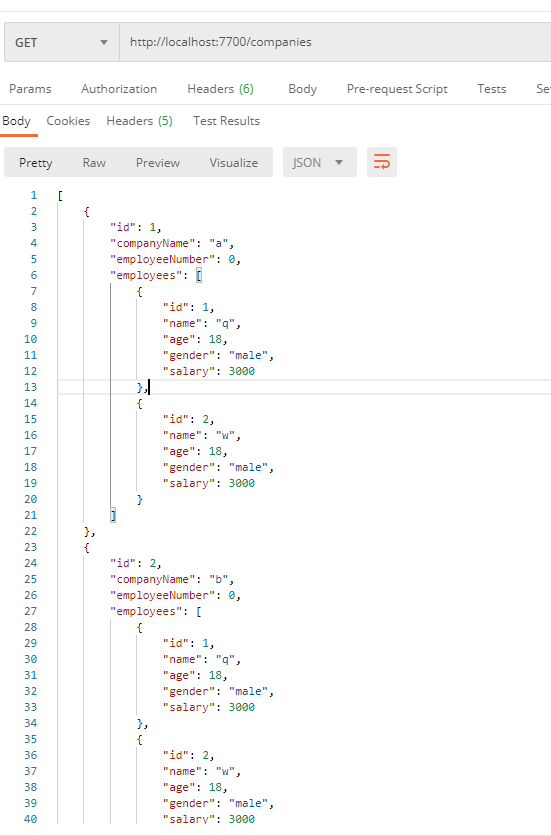 GET http://localhost:7700/companies
Params Authorization Headers (6) Body Pre-request Script Tests Se
Body Cookies Headers (5) Test Results
Pretty Raw Preview Visualize JSON
1 [
2 {
3 "id": 1,
4 "companyName": "a",
5 "employeeNumber": 0,
6 "employees": [
7 {
8 "id": 1,
9 "name": "q",
10 "age": 18,
11 "gender": "male",
12 "salary": 3000
13 },
14 {
15 "id": 2,
16 "name": "w",
17 "age": 18,
18 "gender": "male",
19 "salary": 3000
20 }
21 ]
22 },
23 {
24 "id": 2,
25 "companyName": "b",
26 "employeeNumber": 0,
27 "employees": [
28 {
29 "id": 1,
30 "name": "q",
31 "age": 18,
32 "gender": "male",
33 "salary": 3000
34 },
35 {
36 "id": 2,
37 "name": "w",
38 "age": 18,
39 "gender": "male",
40 "salary": 3000